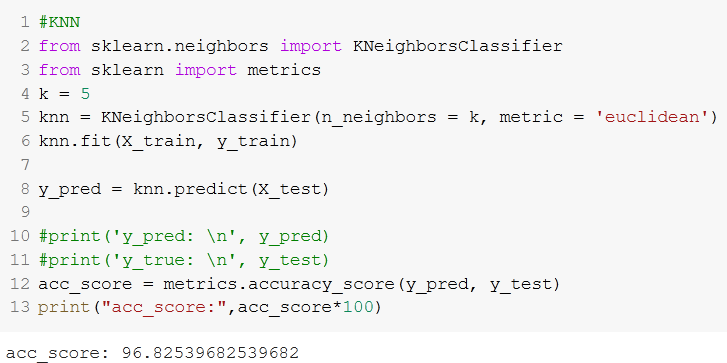 1 #KNN
2 from sklearn.neighbors import KNeighborsClassifier
3 from sklearn import metrics
4 k = 5
5 knn = KNeighborsClassifier(n_neighbors = k, metric = 'euclidean')
6 knn.fit(X_train, y_train)
7
8 y_pred = knn.predict(X_test)
9
10 #print('y_pred: \n', y_pred)
11 #print('y_true: \n', y_test)
12 acc_score = metrics.accuracy_score(y_pred, y_test)
13 print("acc_score:",acc_score*100)
acc_score: 96.82539682539682